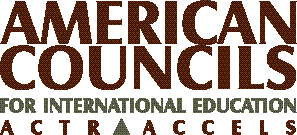 AMERICAN
COUNCILS
FOR INTERNATIONAL EDUCATION
ACTR ACCELS